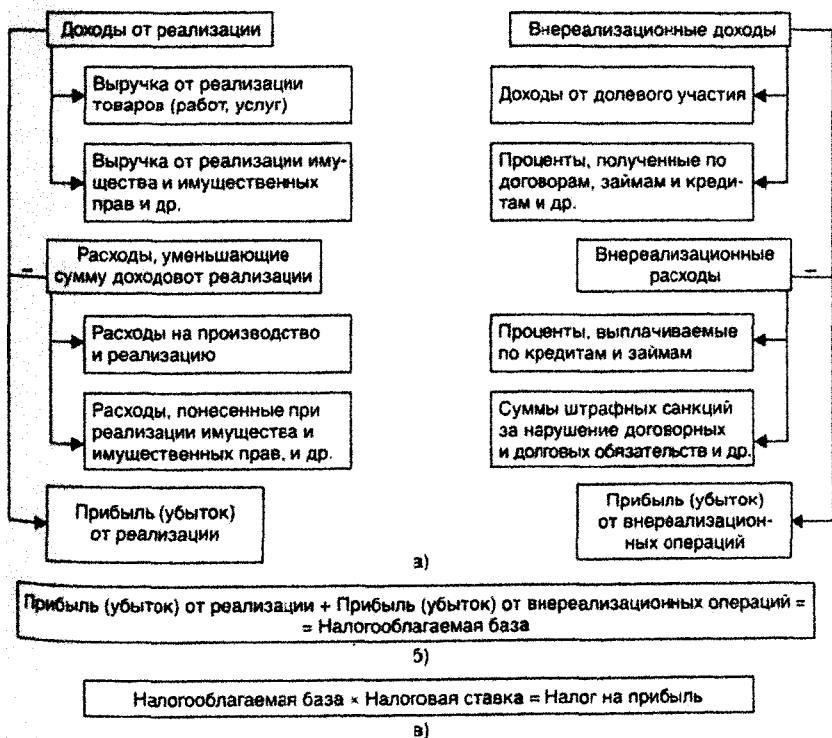 Доходы от реализации
Выручка от реализации
товаров (работ, услуг)
Выручка от реализации иму-
щества и имущественных
прав и др.
Расходы, уменьшающие
сумму доходовот реализации
Расходы на производство
и реализацию
Расходы, понесенные при
реализации имущества и
имущественных прав, и др.
Прибыль (убыток)
от реализации
Внереализационные доходы
Доходы от долевого участия
Проценты, полученные по
договорам, займам и креди-
там и др.
Внереализационные
расходы
Проценты, выплачиваемые
по кредитам и займам
Суммы штрафных санкций
за нарушение договорных
и долговых обязательств и др.
Прибыль (убыток)
от внереализацион-
ных операций
а)
Прибыль (убыток) от реализации + Прибыль (убыток) от внереализационных операций =
= Налогооблагаемая база
б)
Налогооблагаемая база × Налоговая ставка = Налог на прибыль
в)